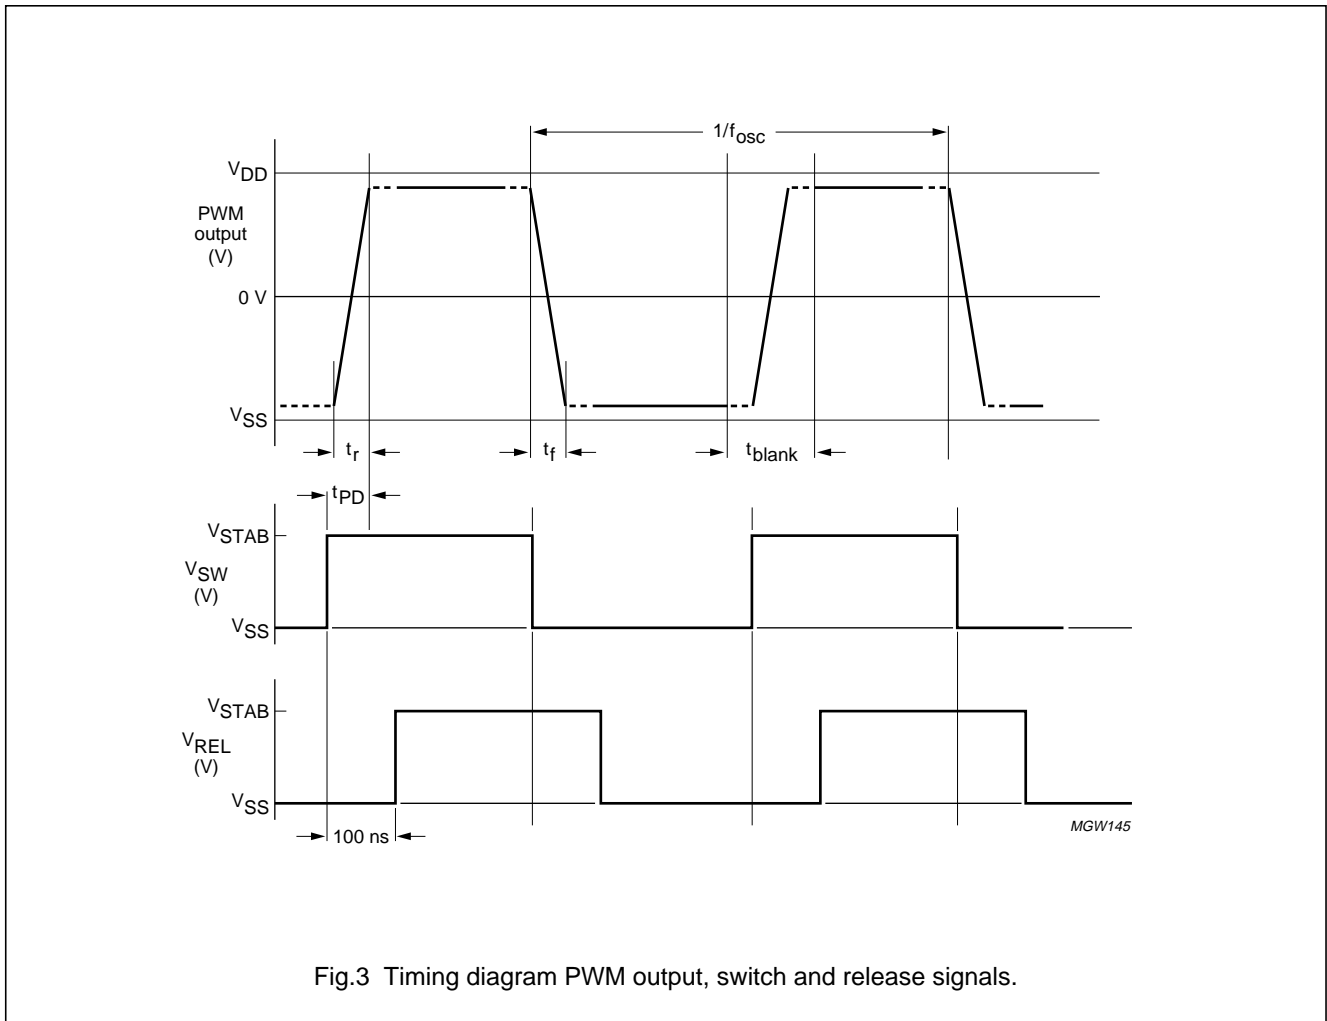 1/fosc
VDD
PWM
output
(V)
0 V
VSS
tr
tf
tblank
tPD
VSTAB
VSW
(V)
VSS
VSTAB
VREL
(V)
VSS
100 ns
MGW145
Fig.3 Timing diagram PWM output, switch and release signals.